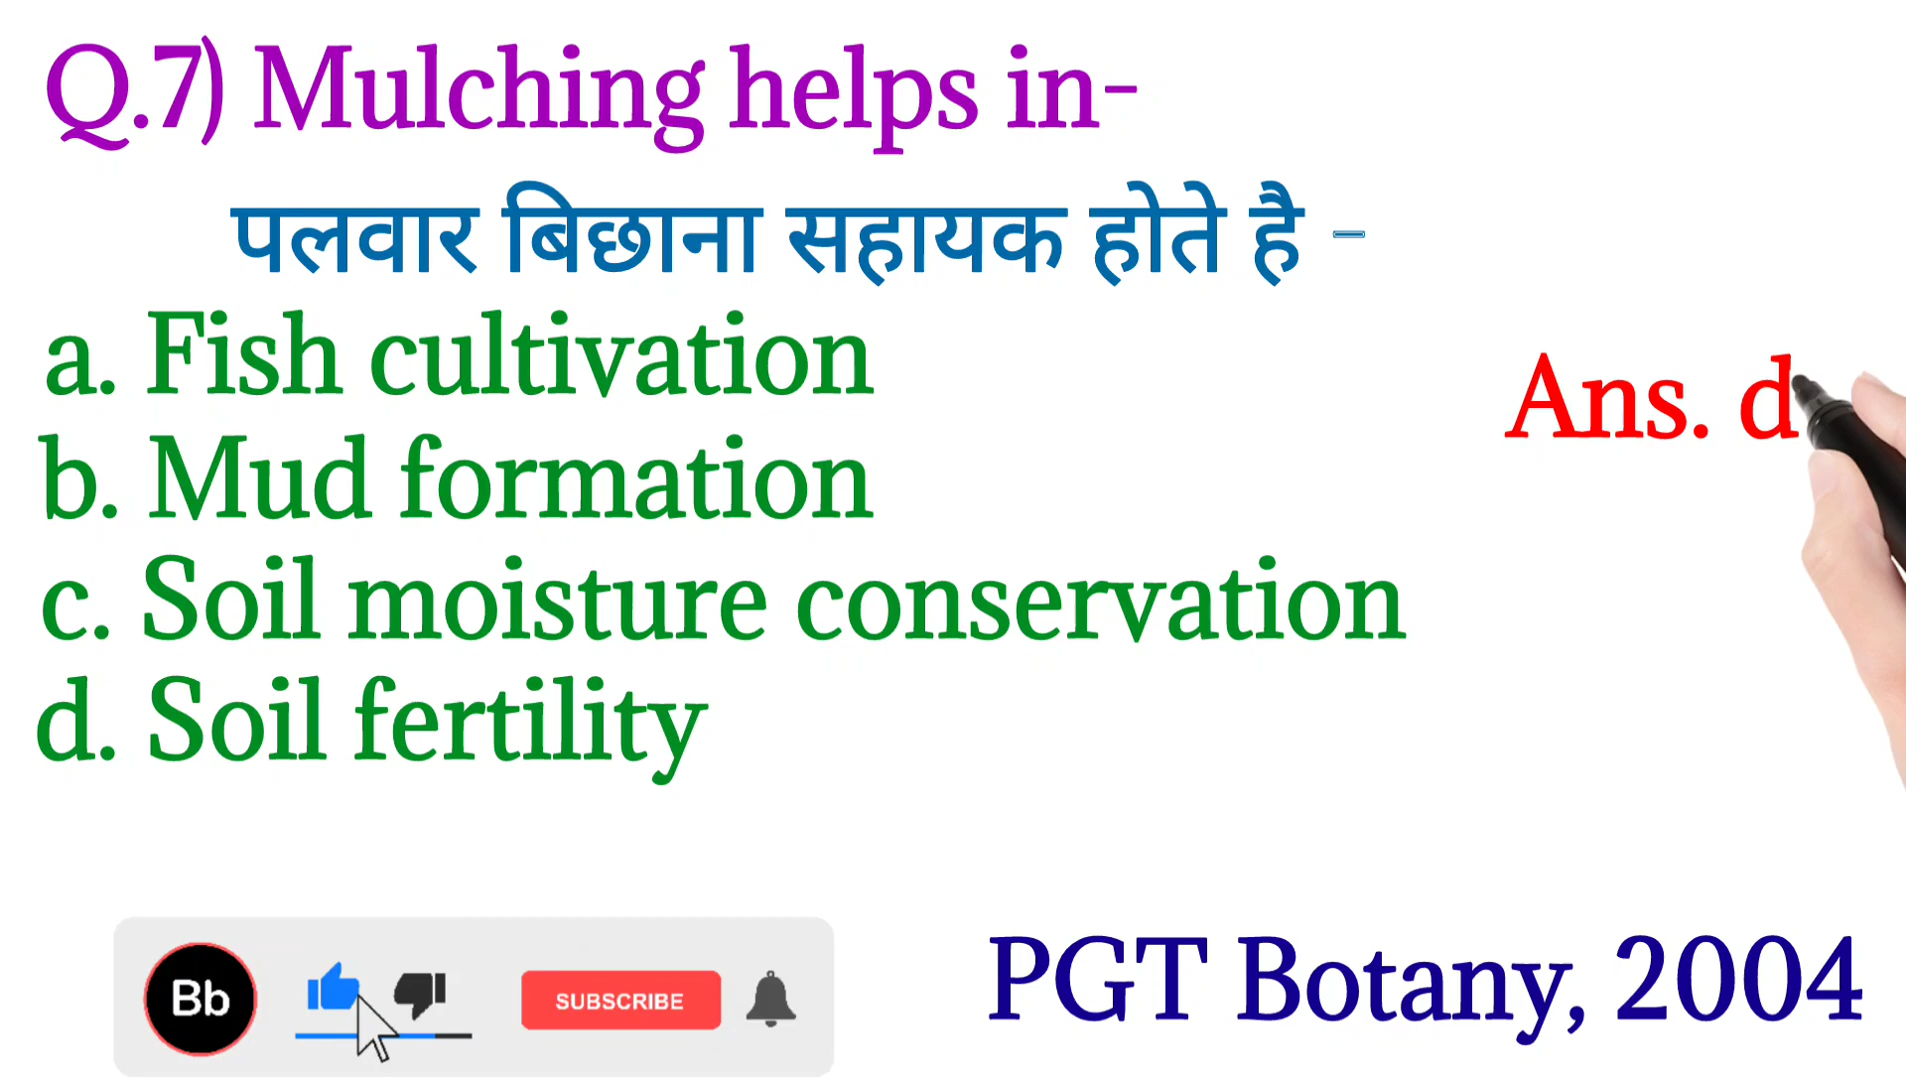 Q.7) Mulching helps in-
पलवार बिछाना सहायक होते है -
a. Fish cultivation
b. Mud formation
c. Soil moisture conservation
d. Soil fertility
Ans. d
Bb
SUBSCRIBE
PGT Botany, 2004